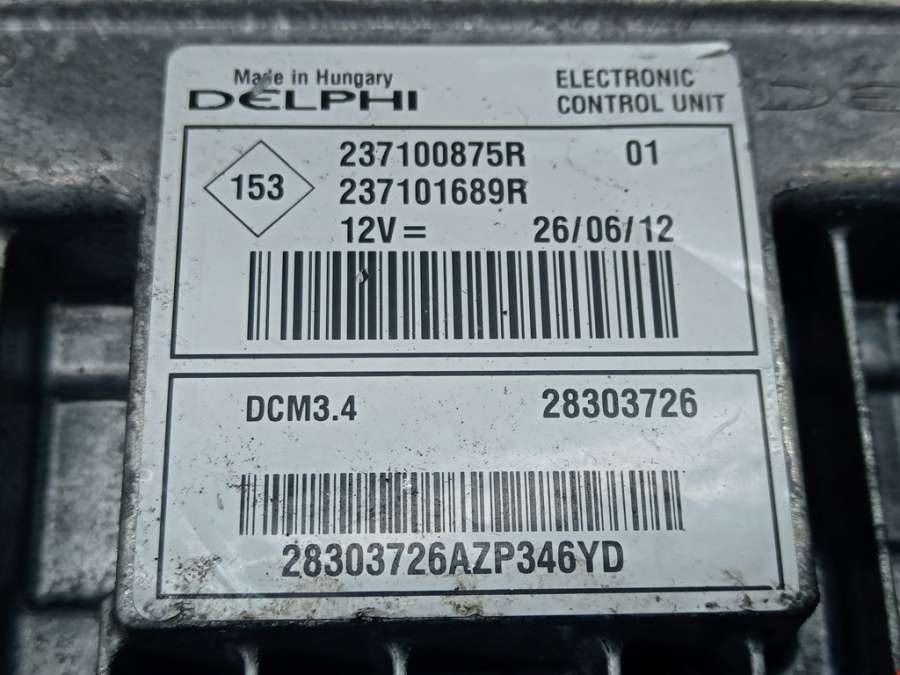 Made in Hungary
DELPHI
ELECTRONIC
CONTROL UNIT
153
237100875R 01
237101689R
12V= 26/06/12
DCM3.4 28303726
28303726AZP346YD